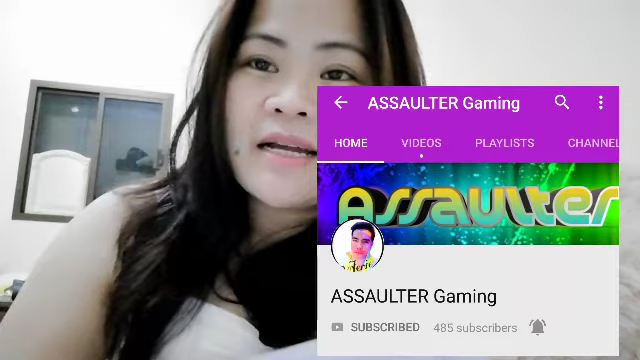 ASSAULTER Gaming
HOME VIDEOS PLAYLISTS CHANNEL
Assaulter
ASSAULTER Gaming
SUBSCRIBED 485 subscribers